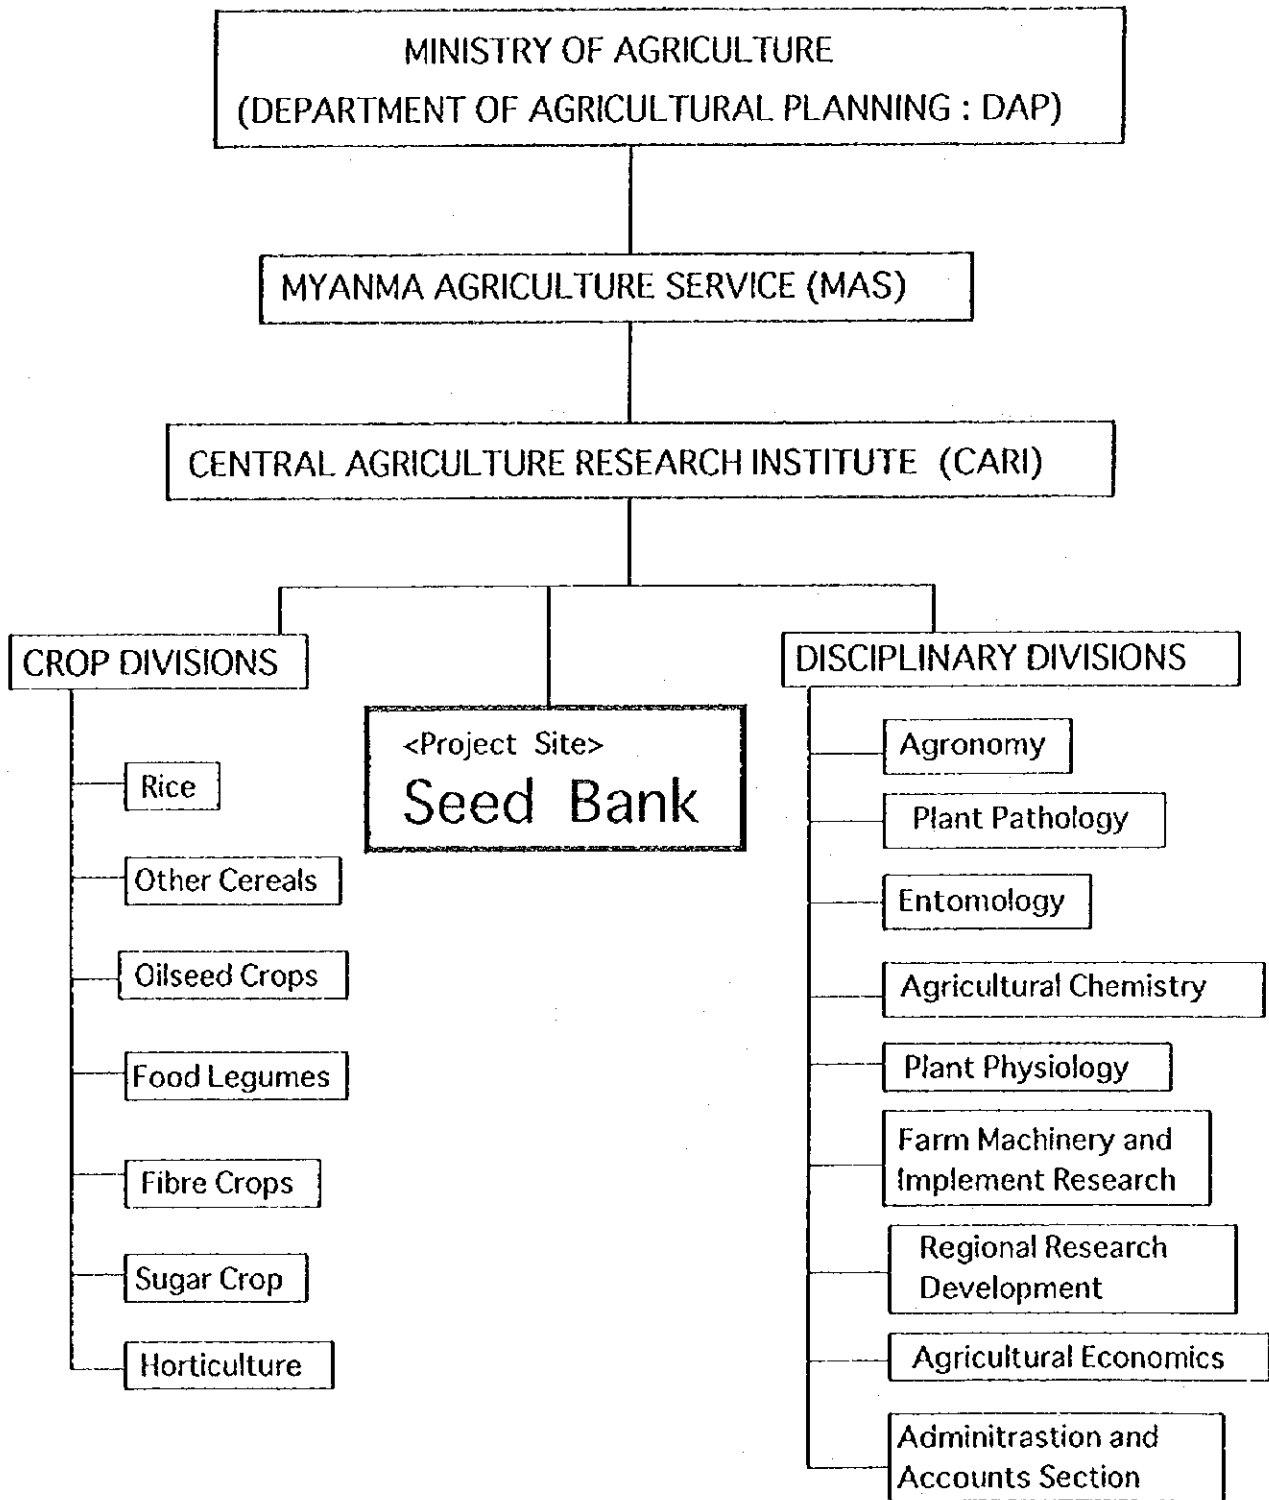 MINISTRY OF AGRICULTURE
(DEPARTMENT OF AGRICULTURAL PLANNING : DAP)
MYANMA AGRICULTURE SERVICE (MAS)
CENTRAL AGRICULTURE RESEARCH INSTITUTE (CARI)
CROP DIVISIONS
Rice
Other Cereals
Oilseed Crops
Food Legumes
Fibre Crops
Sugar Crop
Horticulture
<Project Site>
Seed Bank
DISCIPLINARY DIVISIONS
Agronomy
Plant Pathology
Entomology
Agricultural Chemistry
Plant Physiology
Farm Machinery and
Implement Research
Regional Research
Development
Agricultural Economics
Adminitrastion and
Accounts Section